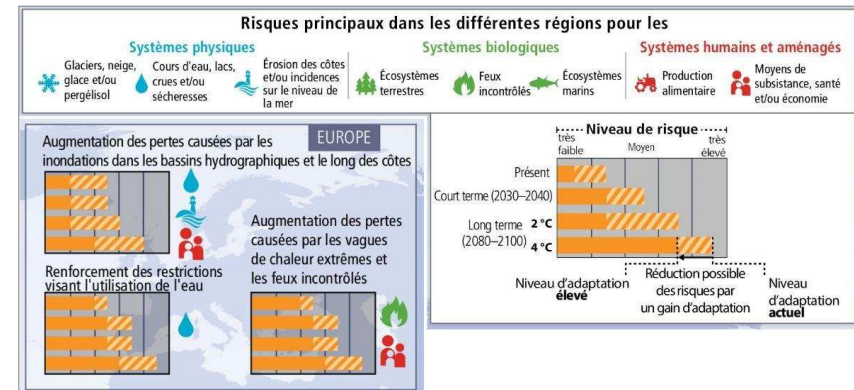 Risques principaux dans les différentes régions pour les
Systèmes physiques
Glaciers, neige,
glace et/ou
pergélisol
Cours d'eau, lacs,
crues et/ou
sécheresses
Érosion des côtes
et/ou incidences
sur le niveau de
la mer
Systèmes biologiques
Écosystèmes
terrestres
Feux
incontrôlés
Écosystèmes
marins
Systèmes humains et aménagés
Production
alimentaire
Moyens de
subsistance, santé
et/ou économie
EUROPE
Augmentation des pertes causées par les
inondations dans les bassins hydrographiques et le long des côtes
Augmentation des pertes
causées par les vagues
de chaleur extrêmes et
les feux incontrôlés
Renforcement des restrictions
visant l'utilisation de l'eau
Niveau de risque
très
faible
Moyen
très
élevé
Présent
Court terme (2030–2040)
Long terme
(2080–2100)
2 °C
4 °C
Niveau d'adaptation
élevé
Réduction possible
des risques par
un gain d'adaptation
Niveau
d'adaptation
actuel